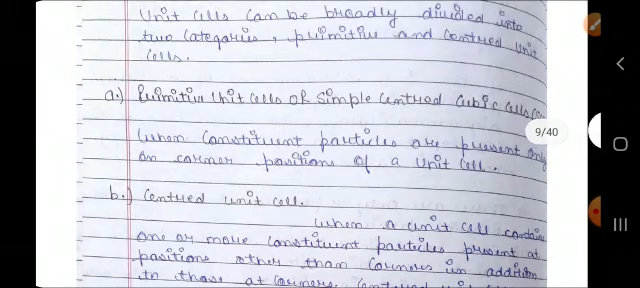 Unit cells can be broadly divided into
two categories, primitive and centred unit
cells.
a.) Primitive Unit cells or Simple Centred Cubic Cells
9/40
When constituent particles are present only
on corner positions of a unit cell.
b.) Centred unit cell.
When a unit cell contains
one or more constituent particles present at
positions other than corners in addition
to those at corners.